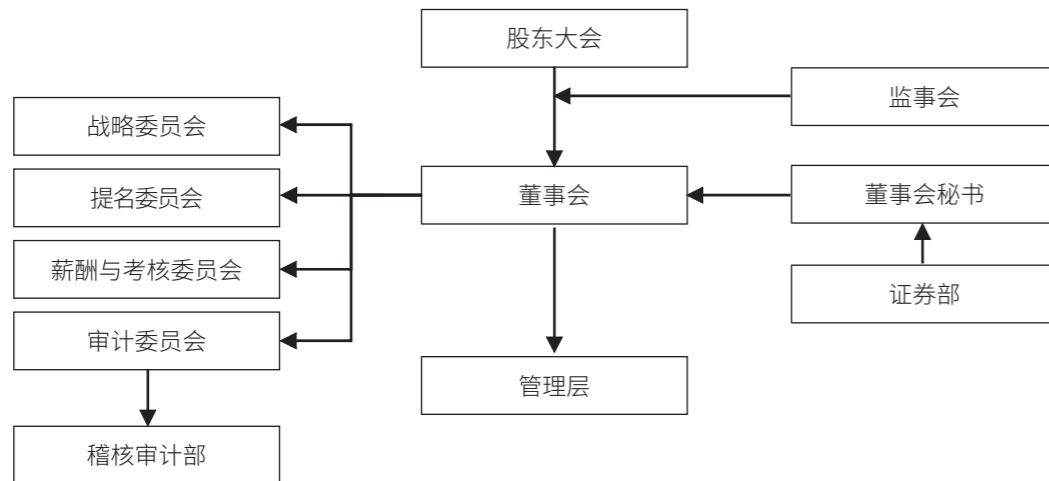 股东大会
监事会
战略委员会
提名委员会
董事会
董事会秘书
薪酬与考核委员会
证券部
审计委员会
管理层
稽核审计部